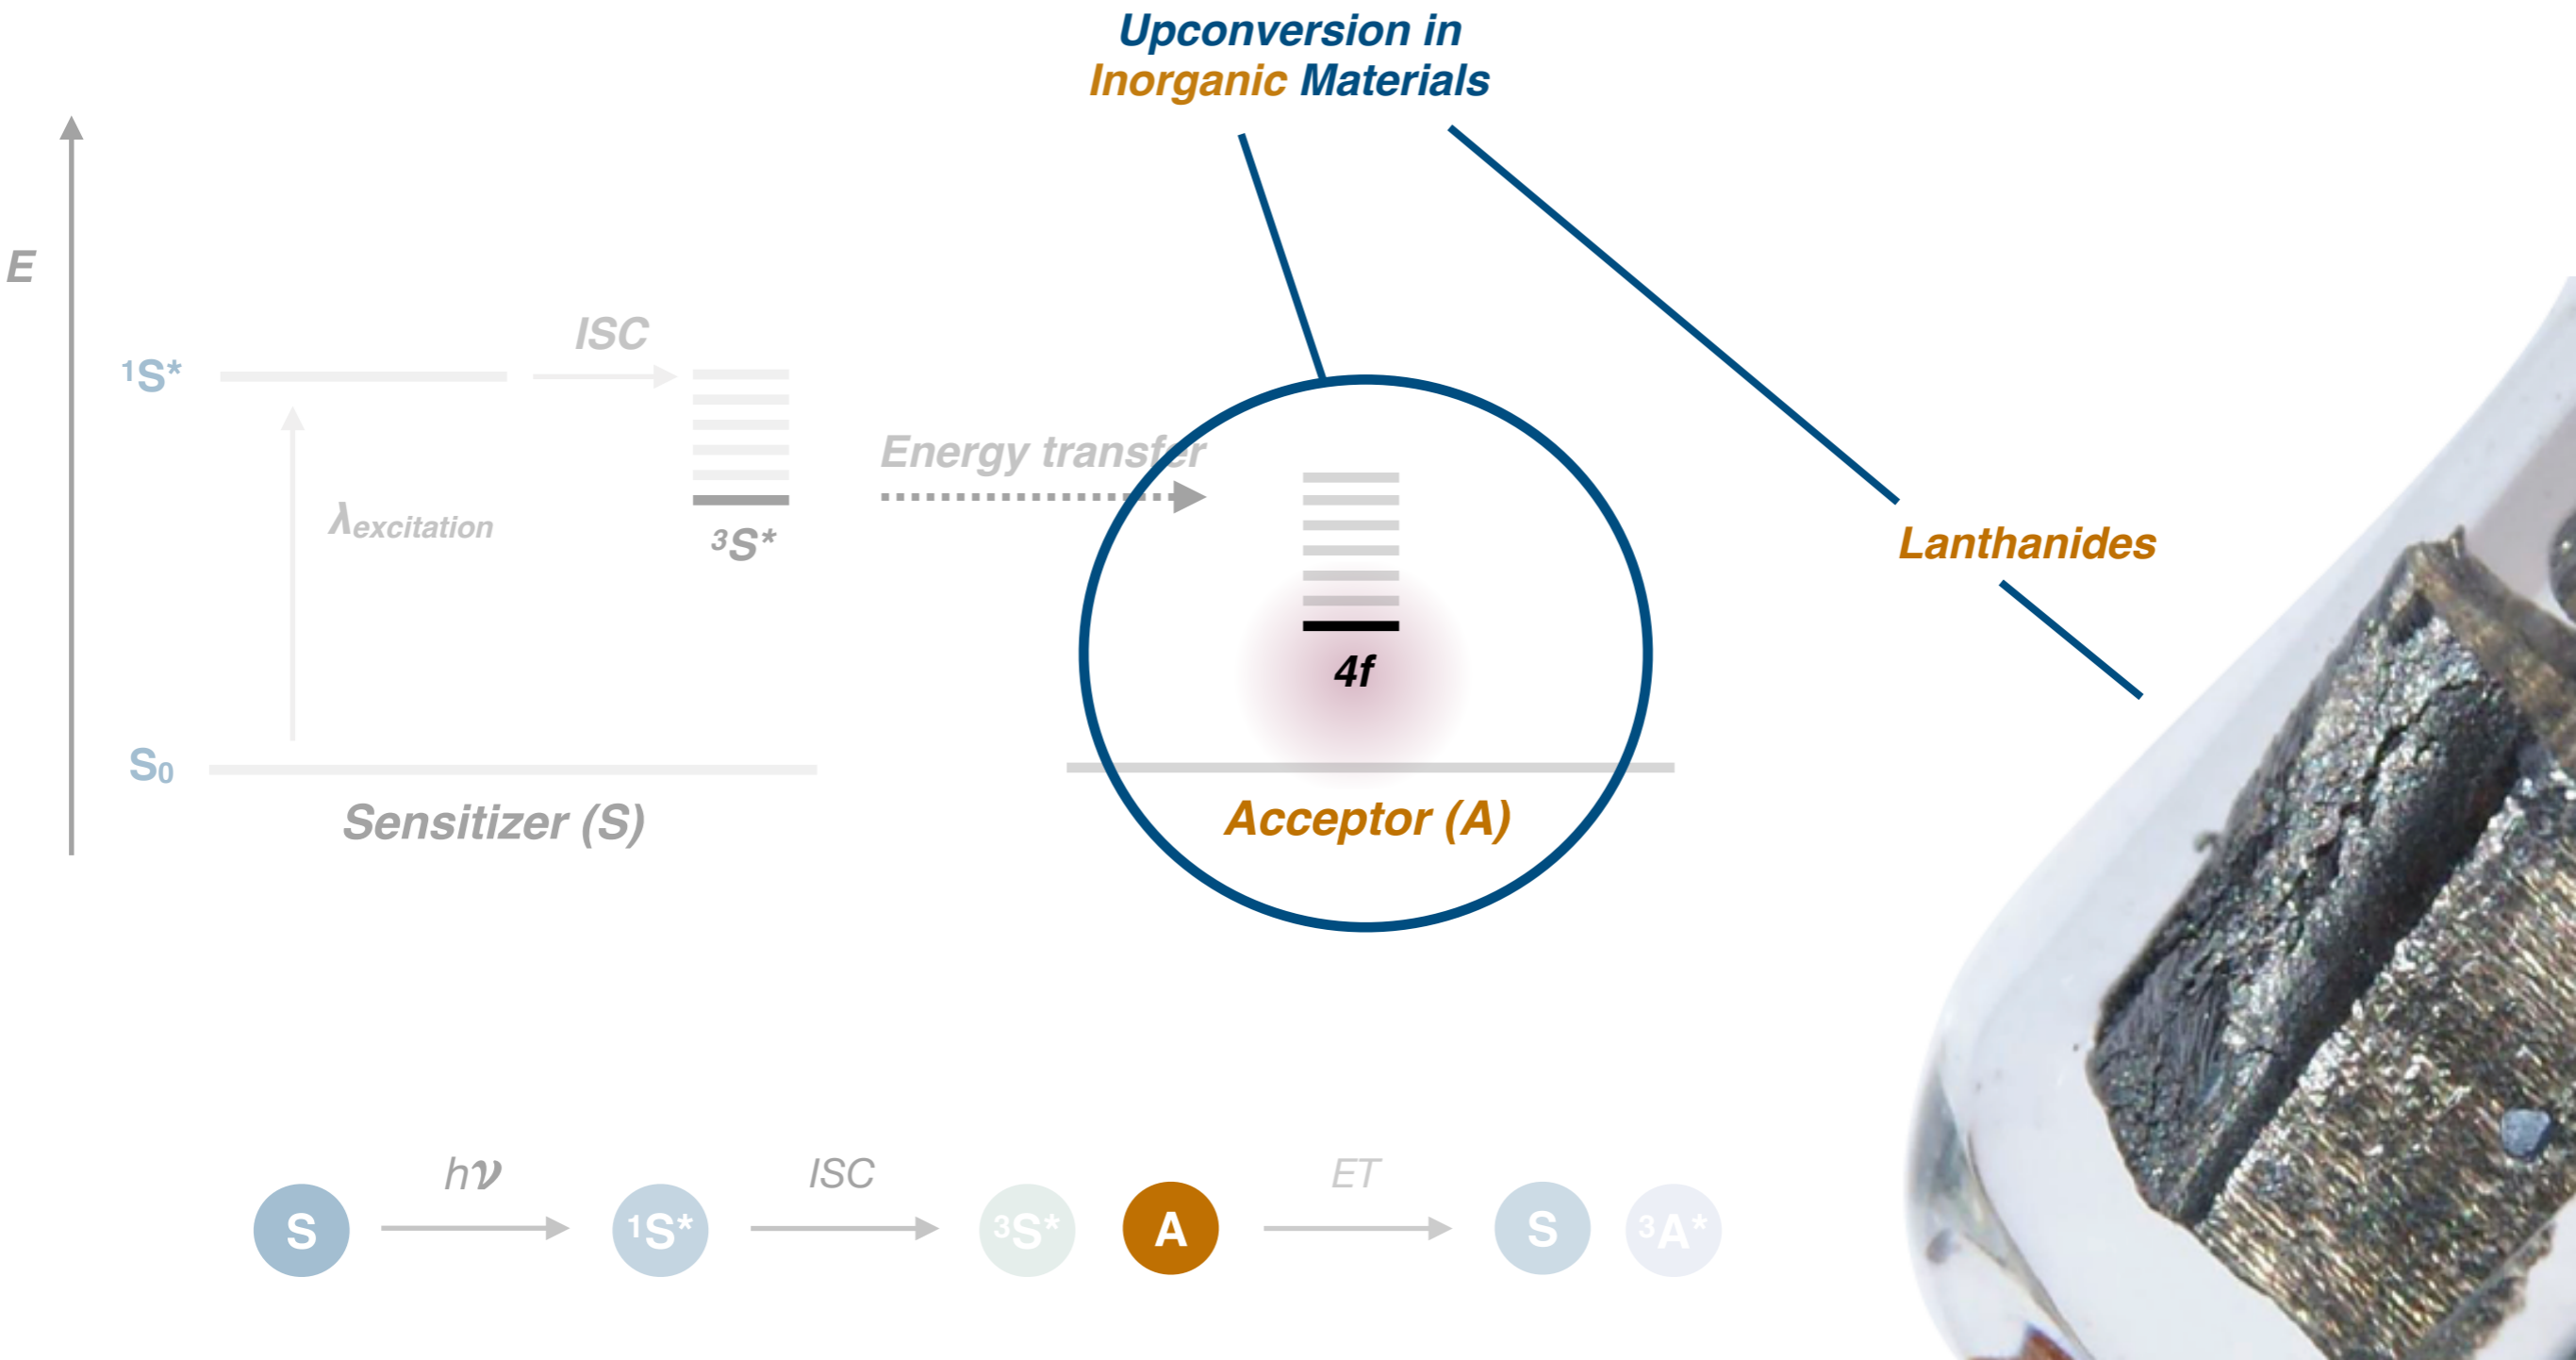 Upconversion in
Inorganic Materials
E
ISC
¹S*
Energy transfer
λexcitation
³S*
Lanthanides
4f
S₀
Sensitizer (S)
Acceptor (A)
hν
ISC
ET
S
¹S*
³S*
A
S
³A*